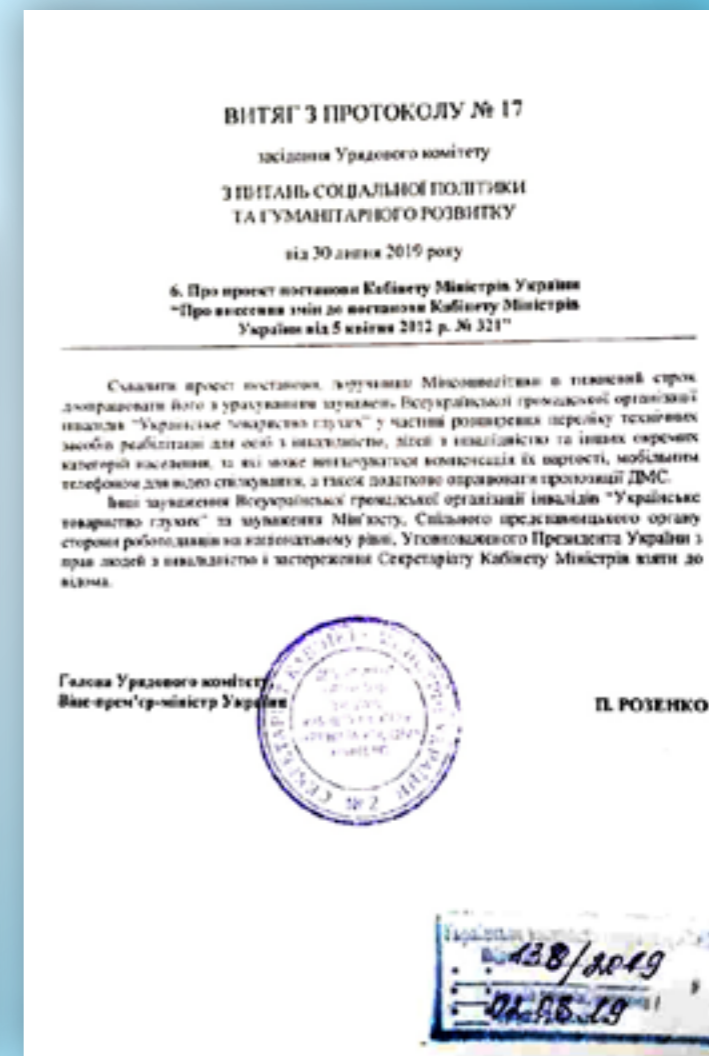 ВИТЯГ З ПРОТОКОЛУ № 17
засідання Урядового комітету
З ПИТАНЬ СОЦІАЛЬНОЇ ПОЛІТИКИ
ТА ГУМАНІТАРНОГО РОЗВИТКУ
від 30 липня 2019 року
6. Про проект постанови Кабінету Міністрів України
“Про внесення змін до постанови Кабінету Міністрів
України від 5 квітня 2012 р. № 321”
Схвалити проект постанови, доручивши Мінсоцполітики в тижневий строк
доопрацювати його з урахуванням зауважень Всеукраїнської громадської організації
інвалідів “Українське товариство глухих” у частині розширення переліку технічних
засобів реабілітації для осіб з інвалідністю, дітей з інвалідністю та інших окремих
категорій населення, за які може виплачуватися компенсація їх вартості, мобільним
телефоном для відео спілкування, а також додатково опрацювати пропозиції ДМС.
Інші зауваження Всеукраїнської громадської організації інвалідів “Українське
товариство глухих” та зауваження Мін’юсту, Спільного представницького органу
сторони роботодавців на національному рівні, Уповноваженого Президента України з
прав людей з інвалідністю і застереження Секретаріату Кабінету Міністрів взяти до
відома.
Голова Урядового комітету,
Віце-прем’єр-міністр України
П. РОЗЕНКО
СЕКРЕТАРІАТ КАБІНЕТУ МІНІСТРІВ УКРАЇНИ
№ 2
138/2019
02.08.19